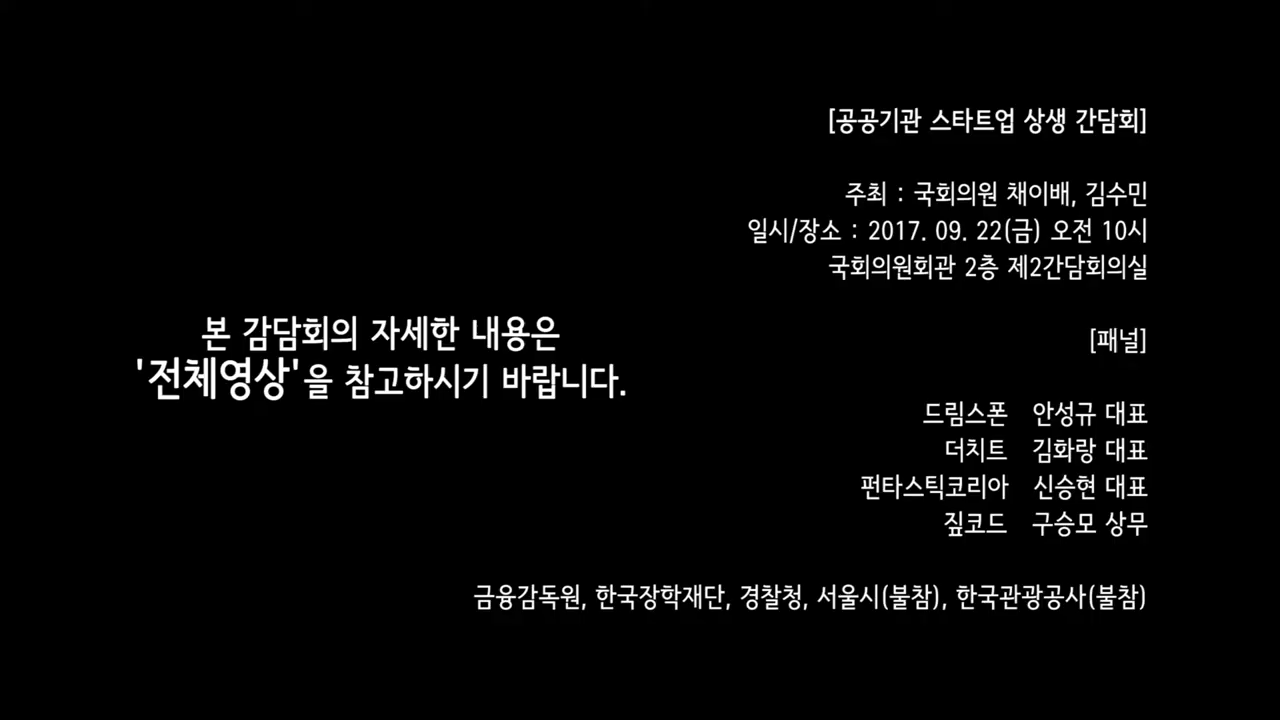 [공공기관 스타트업 상생 간담회]
주최 : 국회의원 채이배, 김수민
일시/장소 : 2017. 09. 22(금) 오전 10시
국회의원회관 2층 제2간담회의실
본 감담회의 자세한 내용은
'전체영상'을 참고하시기 바랍니다.
[패널]
드림스폰 안성규 대표
더치트 김화랑 대표
펀타스틱코리아 신승현 대표
짚코드 구승모 상무
금융감독원, 한국장학재단, 경찰청, 서울시(불참), 한국관광공사(불참)